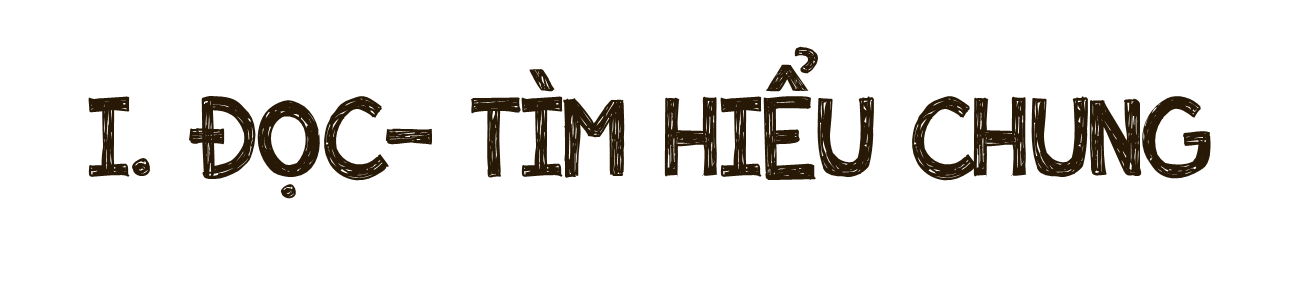 I. ĐỌC- TÌM HIỂU CHUNG